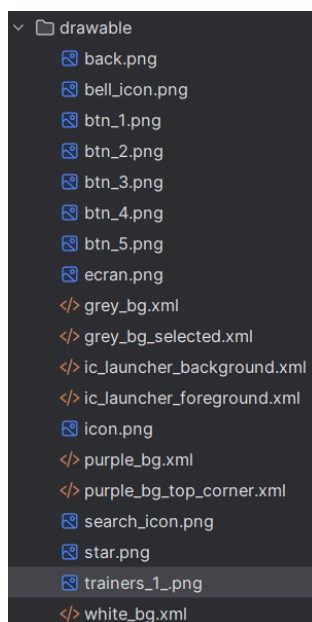 drawable
back.png
bell_icon.png
btn_1.png
btn_2.png
btn_3.png
btn_4.png
btn_5.png
ecran.png
</> grey_bg.xml
</> grey_bg_selected.xml
</> ic_launcher_background.xml
</> ic_launcher_foreground.xml
icon.png
</> purple_bg.xml
</> purple_bg_top_corner.xml
search_icon.png
star.png
trainers_1_.png
</> white_bg.xml